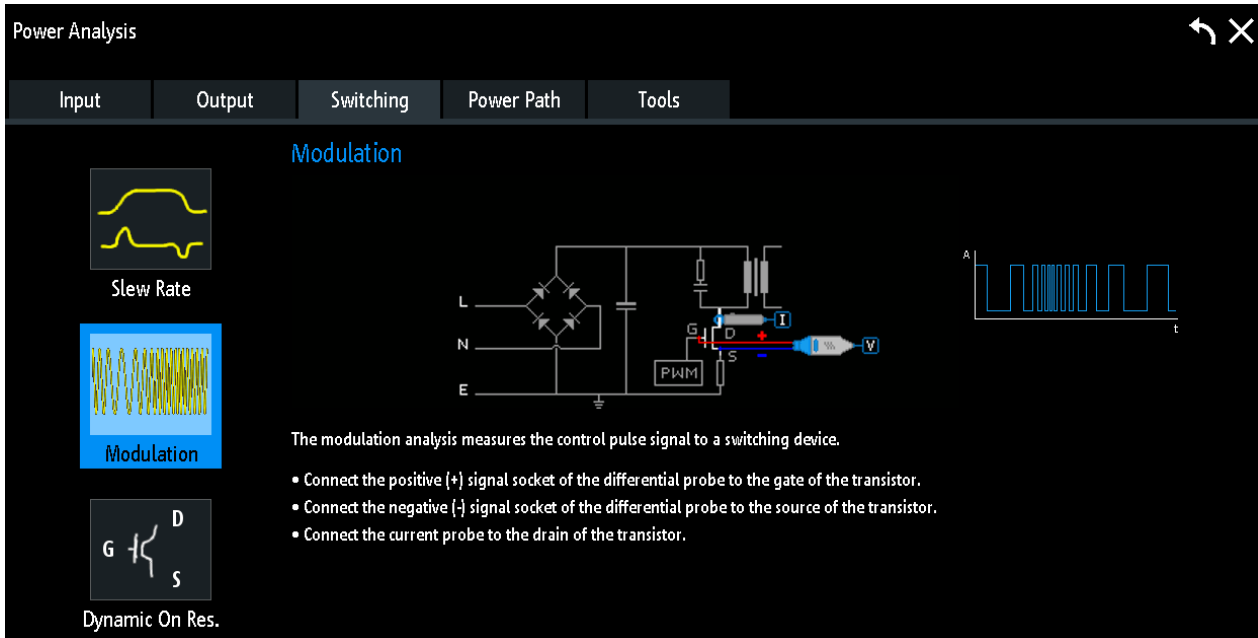 Power Analysis
Input Output Switching Power Path Tools
Modulation
Slew Rate
Modulation
G D S
Dynamic On Res.
L
N
E
G
D
S
PWM
+
-
I
V
A
t
The modulation analysis measures the control pulse signal to a switching device.
• Connect the positive (+) signal socket of the differential probe to the gate of the transistor.
• Connect the negative (-) signal socket of the differential probe to the source of the transistor.
• Connect the current probe to the drain of the transistor.